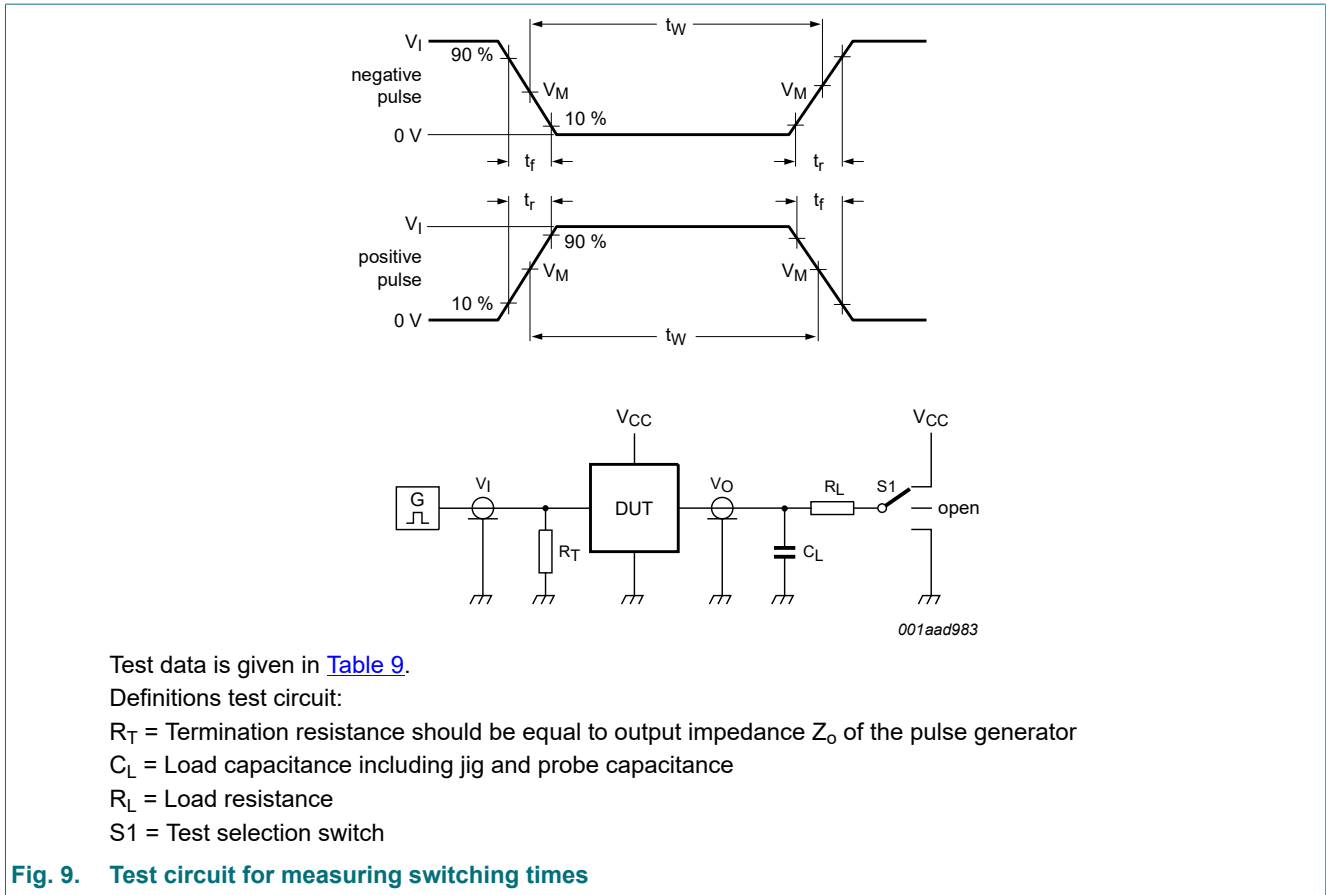 tW
VI
90 %
negative
pulse
VM
VM
10 %
0 V
tf
tr
tr
tf
VI
90 %
positive
pulse
VM
VM
10 %
0 V
tW
VCC
VCC
G
VI
DUT
VO
RL
S1
open
RT
CL
001aad983
Test data is given in Table 9.
Definitions test circuit:
RT = Termination resistance should be equal to output impedance Zo of the pulse generator
CL = Load capacitance including jig and probe capacitance
RL = Load resistance
S1 = Test selection switch
Fig. 9. Test circuit for measuring switching times